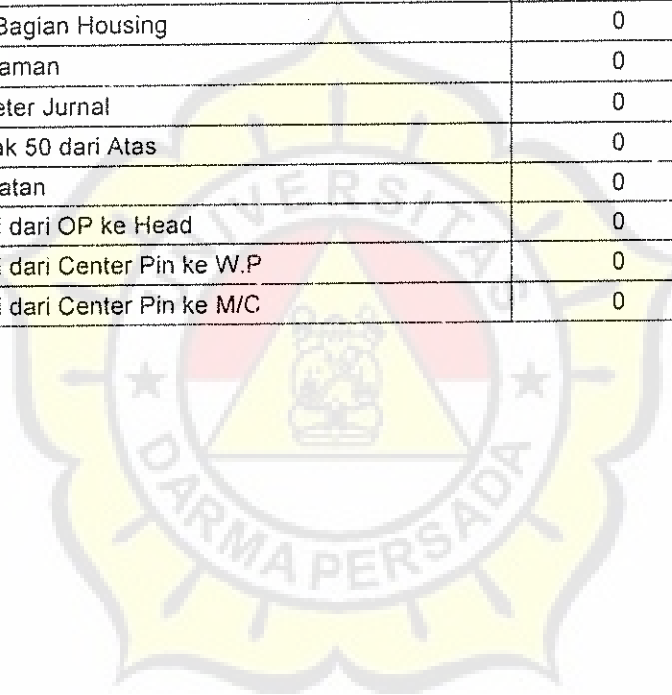 Bagian Housing 0
aman 0
eter Jurnal 0
ak 50 dari Atas 0
atan 0
dari OP ke Head 0
dari Center Pin ke W.P 0
dari Center Pin ke M/C 0
UNIVERSITAS
DARMA PERSADA